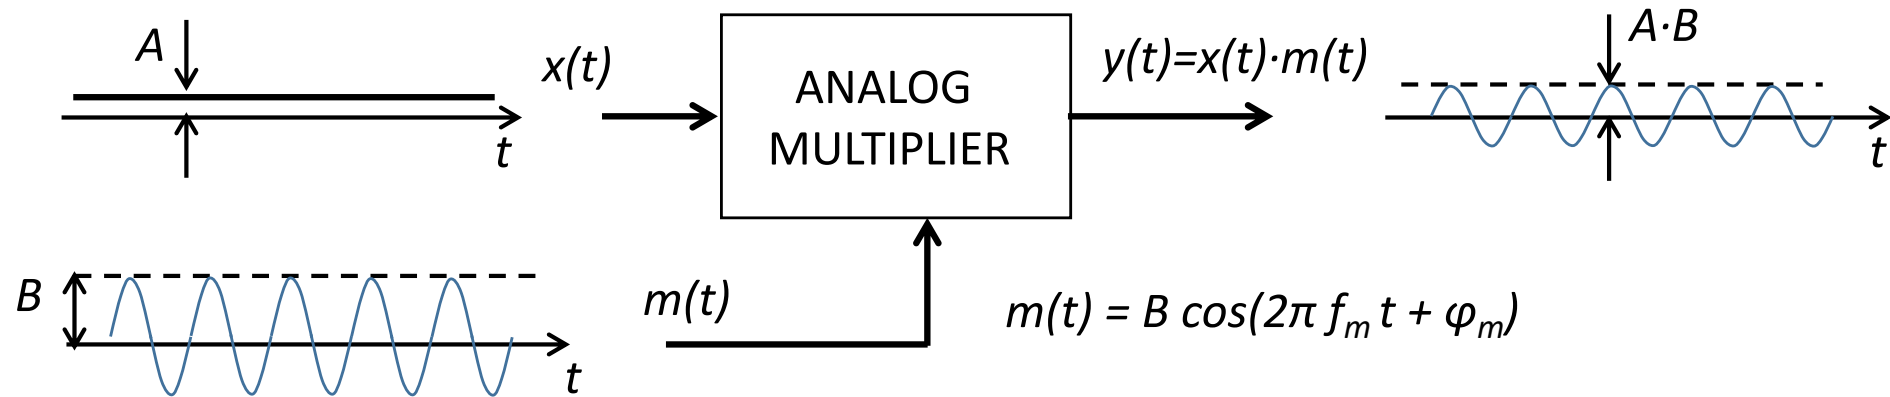 A
t
x(t)
ANALOG
MULTIPLIER
y(t)=x(t)·m(t)
A·B
t
B
t
m(t)
m(t) = B cos(2π fₘ t + φₘ)